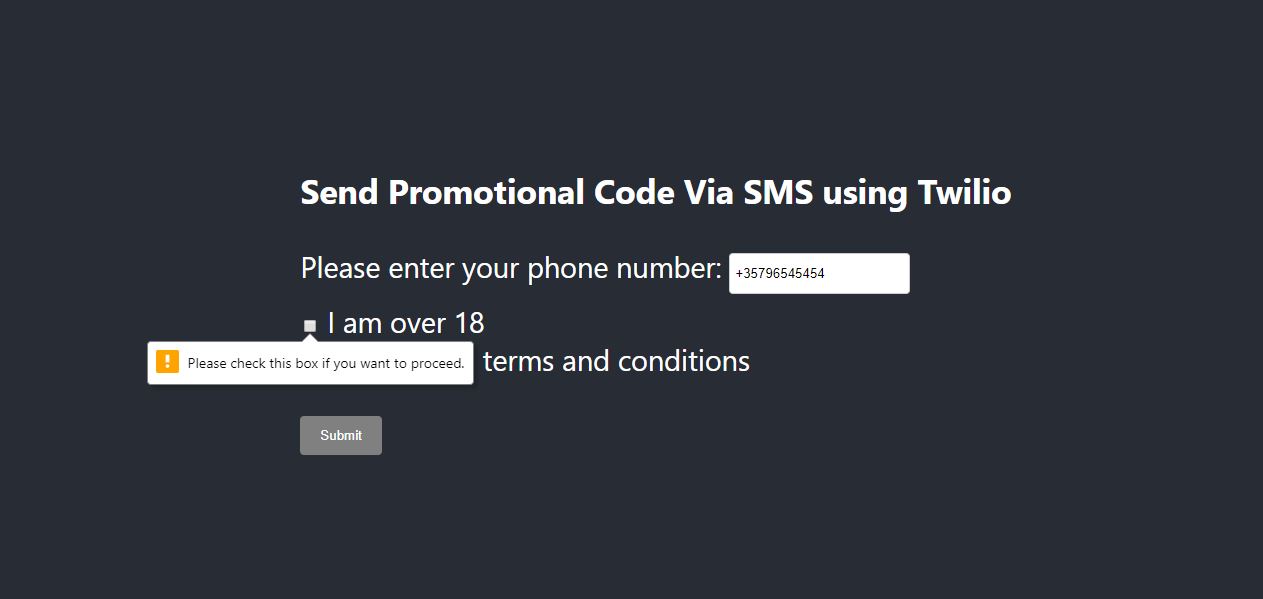 Send Promotional Code Via SMS using Twilio
Please enter your phone number: +35796545454
I am over 18
Please check this box if you want to proceed.
terms and conditions
Submit